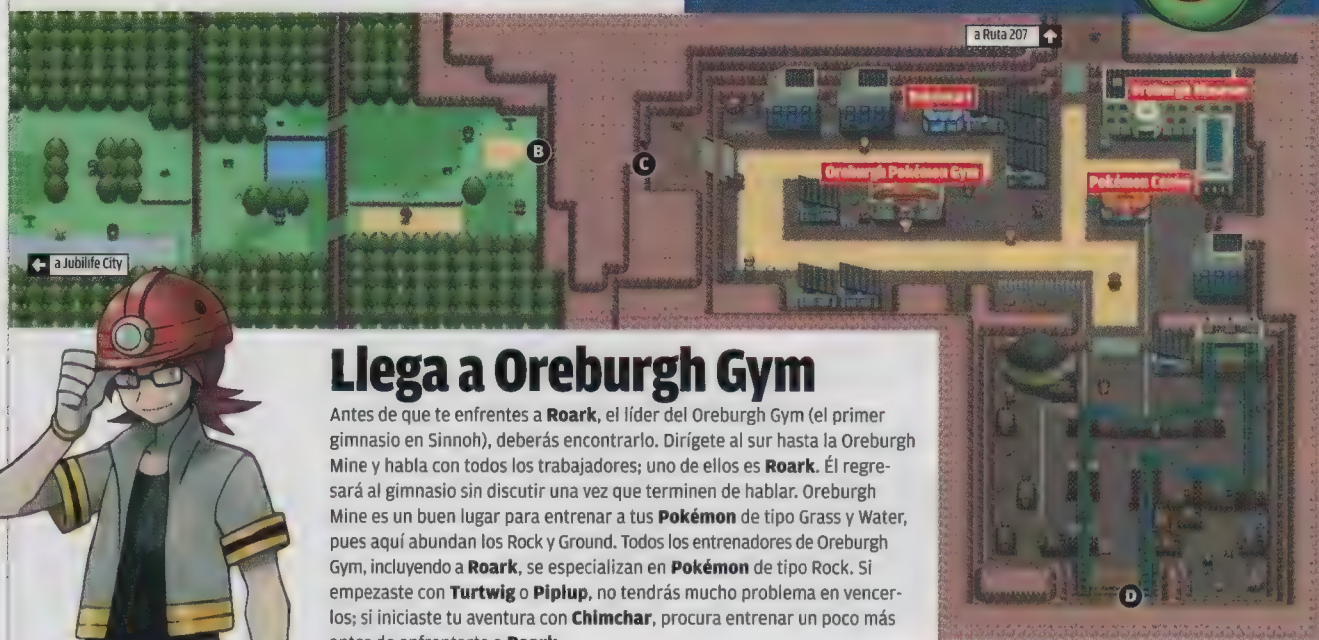 a Ruta 207
Oreburgh Museum
Oreburgh Pokémon Gym
Pokémon Center
B
C
a Jubilife City
Llega a Oreburgh Gym
Antes de que te enfrentes a Roark, el líder del Oreburgh Gym (el primer
gimnasio en Sinnoh), deberás encontrarlo. Dirígete al sur hasta la Oreburgh
Mine y habla con todos los trabajadores; uno de ellos es Roark. Él regre-
sará al gimnasio sin discutir una vez que terminen de hablar. Oreburgh
Mine es un buen lugar para entrenar a tus Pokémon de tipo Grass y Water,
pues aquí abundan los Rock y Ground. Todos los entrenadores de Oreburgh
Gym, incluyendo a Roark, se especializan en Pokémon de tipo Rock. Si
empezaste con Turtwig o Piplup, no tendrás mucho problema en vencer-
los; si iniciaste tu aventura con Chimchar, procura entrenar un poco más
antes de enfrentarte a Roark.
D